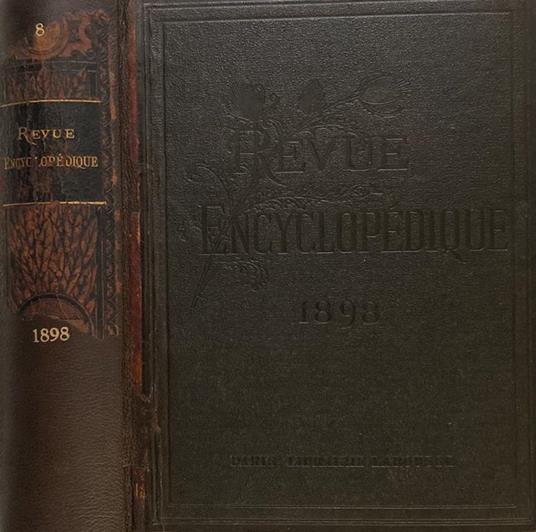 8
REVUE
ENCYCLOPÉDIQUE
1898
REVUE
ENCYCLOPÉDIQUE
1898
PARIS LIBRAIRIE LAROUSSE